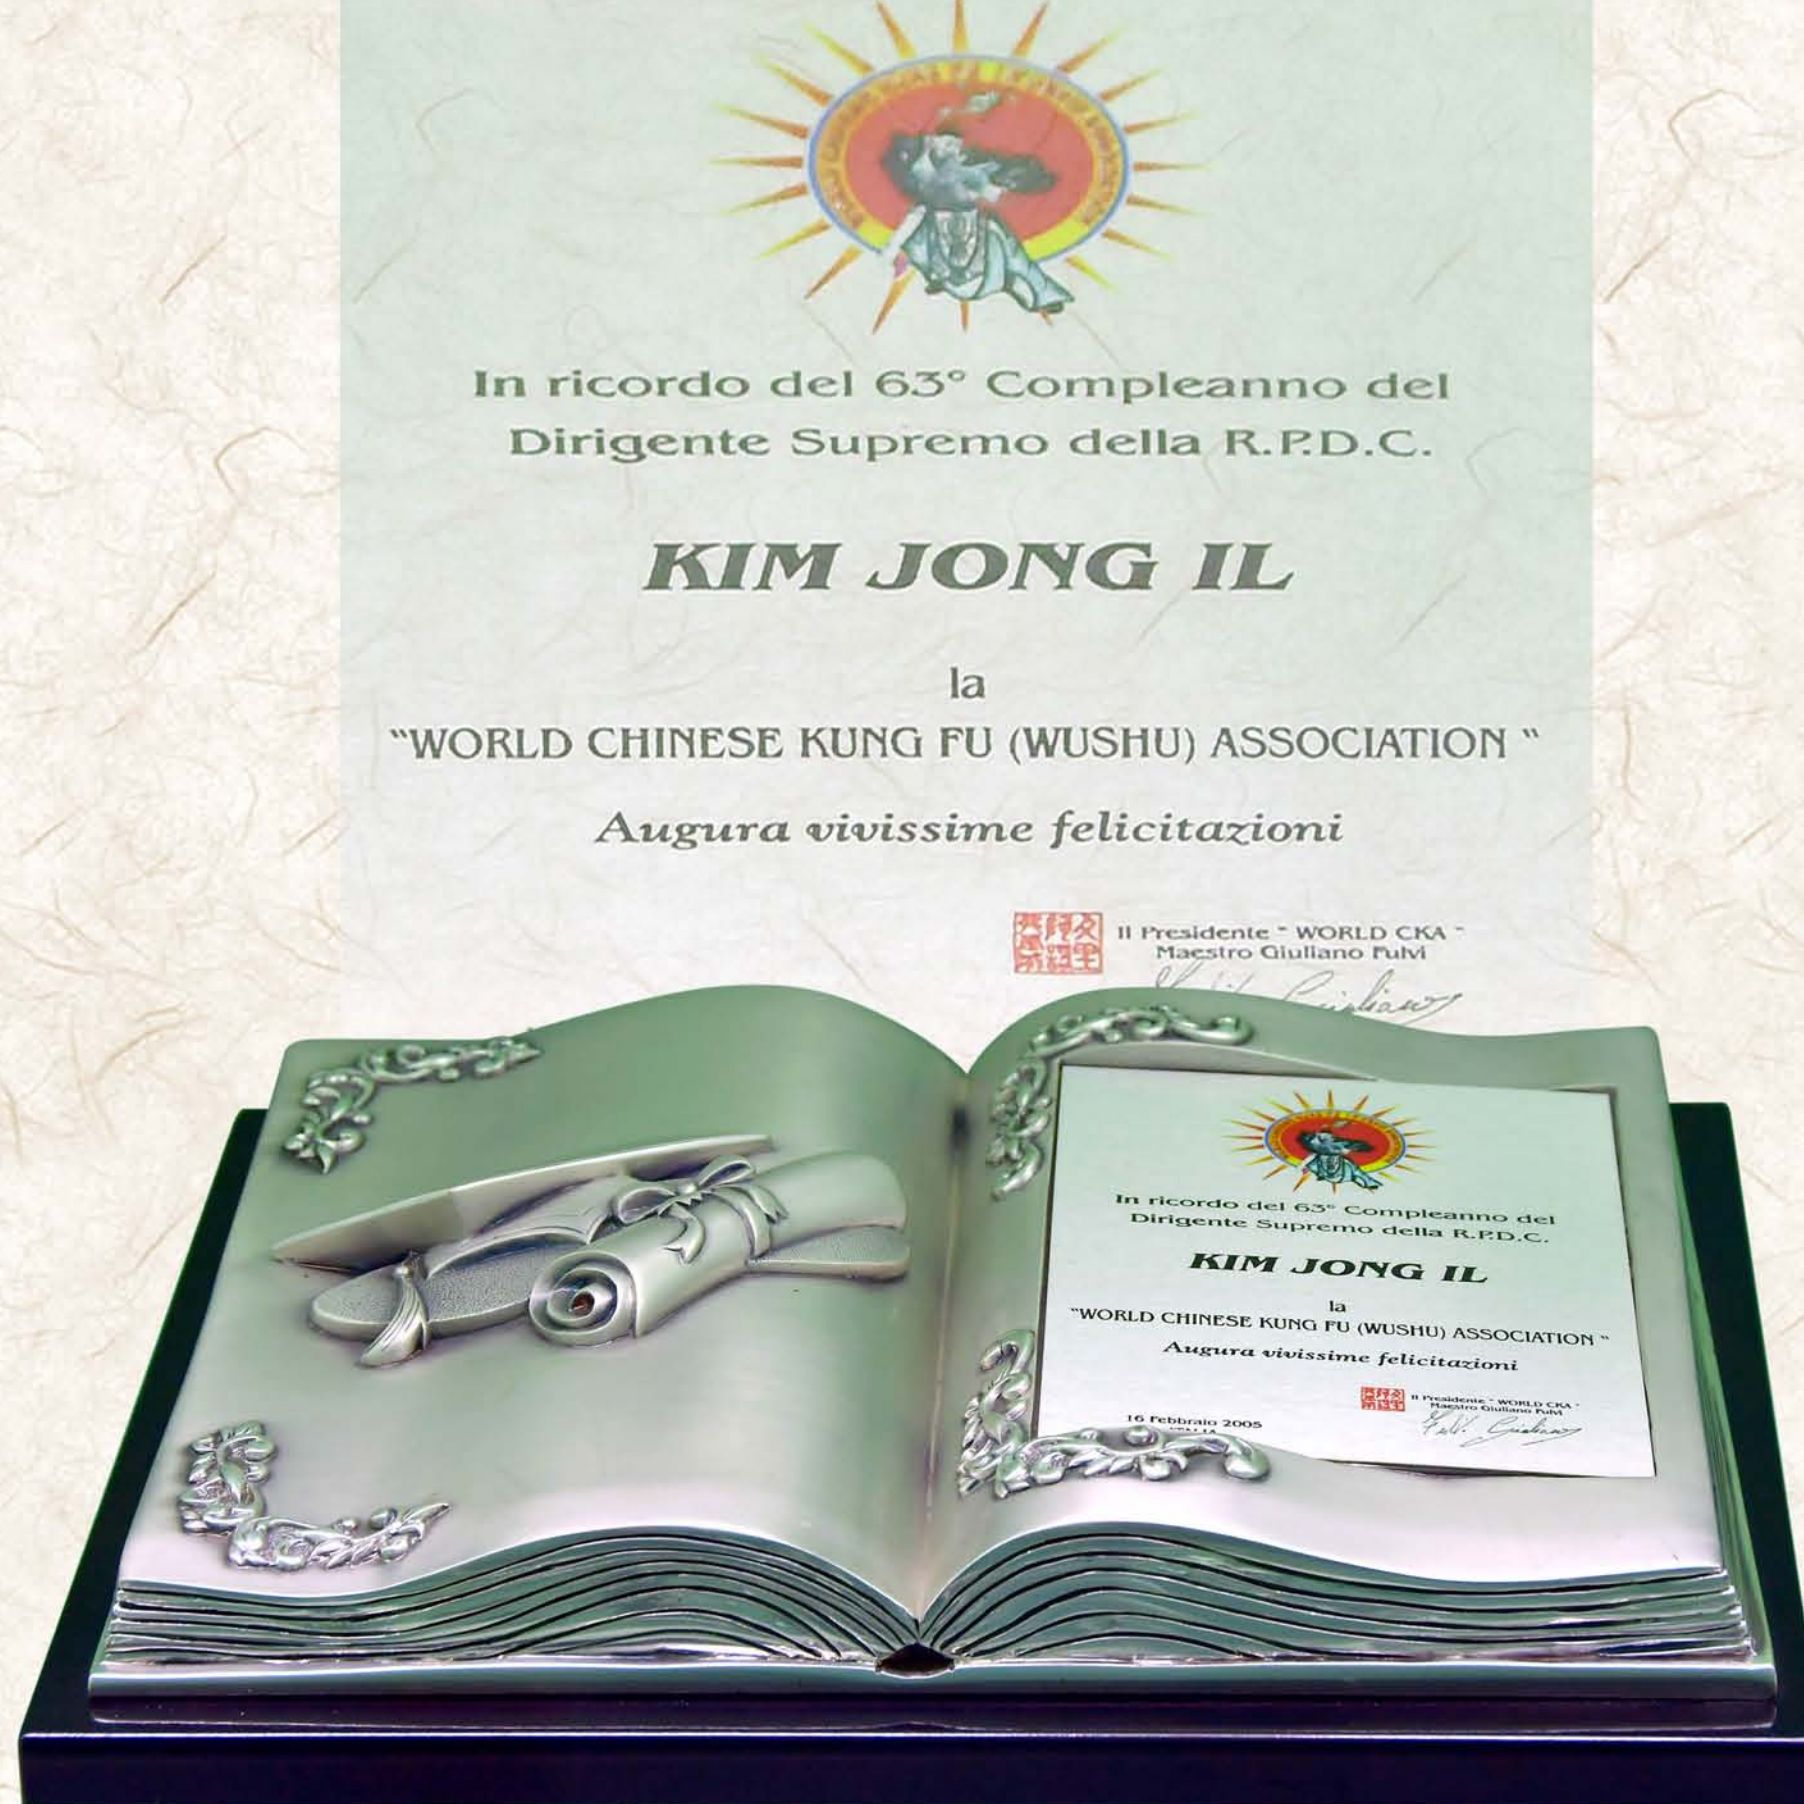 In ricordo del 63° Compleanno del
Dirigente Supremo della R.P.D.C.
KIM JONG IL
la
"WORLD CHINESE KUNG FU (WUSHU) ASSOCIATION "
Augura vivissime felicitazioni
Il Presidente " WORLD CKA "
Maestro Giuliano Fulvi
In ricordo del 63° Compleanno del
Dirigente Supremo della R.P.D.C.
KIM JONG IL
la
"WORLD CHINESE KUNG FU (WUSHU) ASSOCIATION "
Augura vivissime felicitazioni
Il Presidente " WORLD CKA "
Maestro Giuliano Fulvi
16 Febbraio 2005
ITALIA